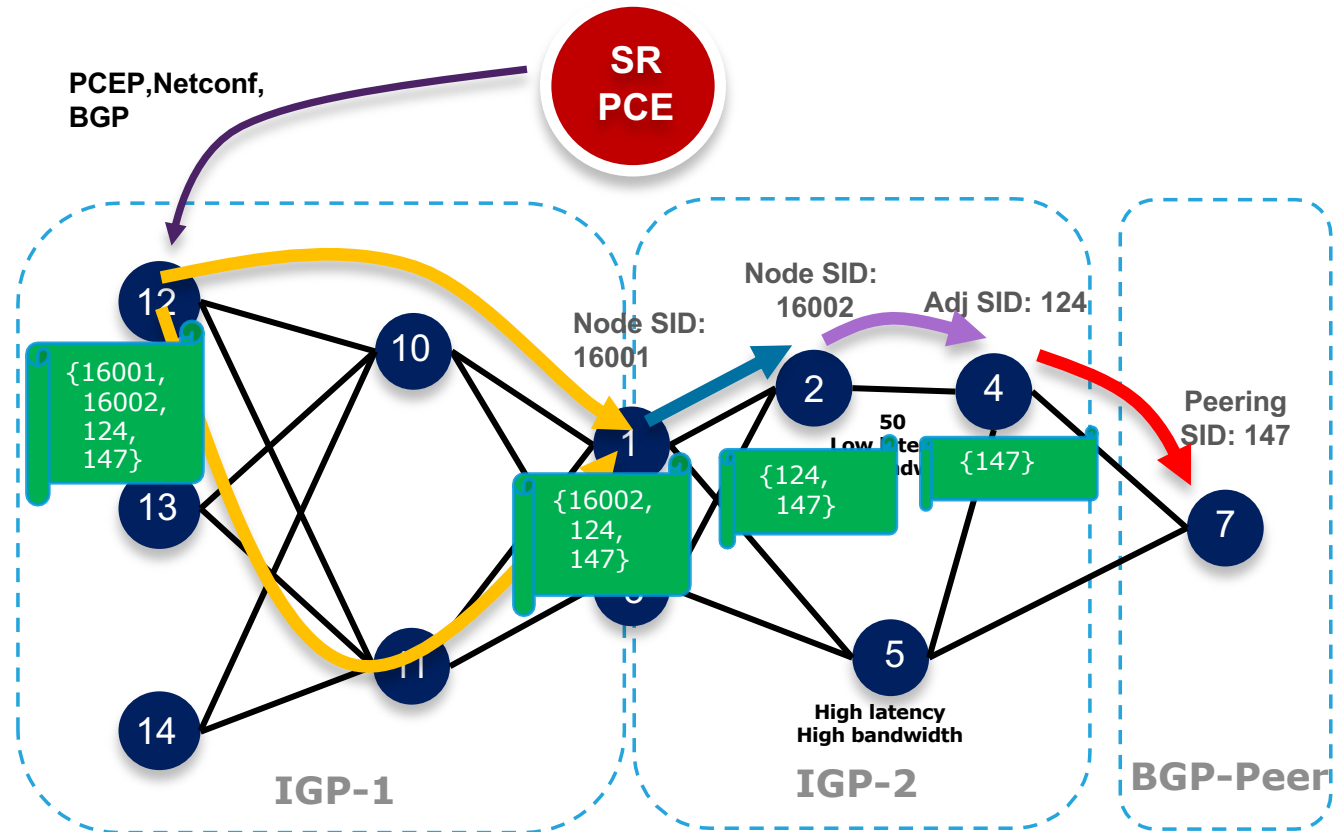 SR
PCE
PCEP,Netconf,
BGP
12
10
{16001,
16002,
124,
147}
13
11
14
IGP-1
Node SID:
16001
1
{16002,
124,
147}
Node SID:
16002
Adj SID: 124
2
4
50
Low
{124,
147}
{147}
5
High latency
High bandwidth
IGP-2
Peering
SID: 147
7
BGP-Peer